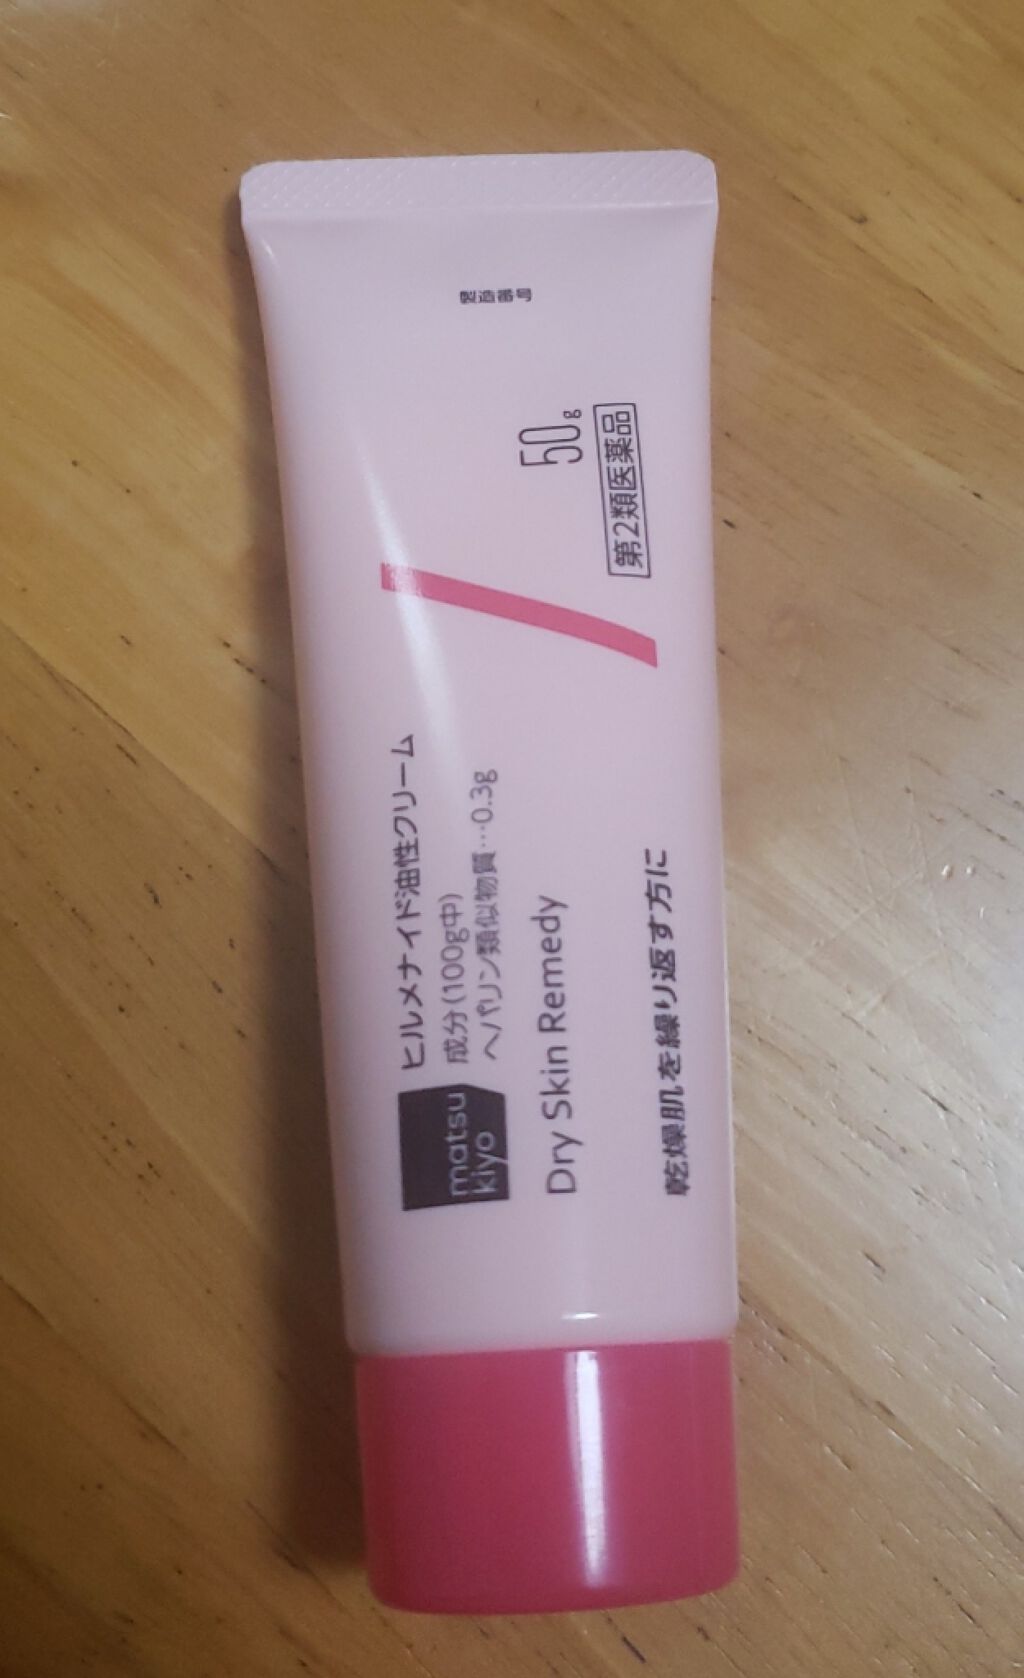 matsu
kiyo
ヒルメナイド油性クリーム
成分(100g中)
ヘパリン類似物質…0.3g
Dry Skin Remedy
乾燥肌を繰り返す方に
50g
第2類医薬品
製造番号